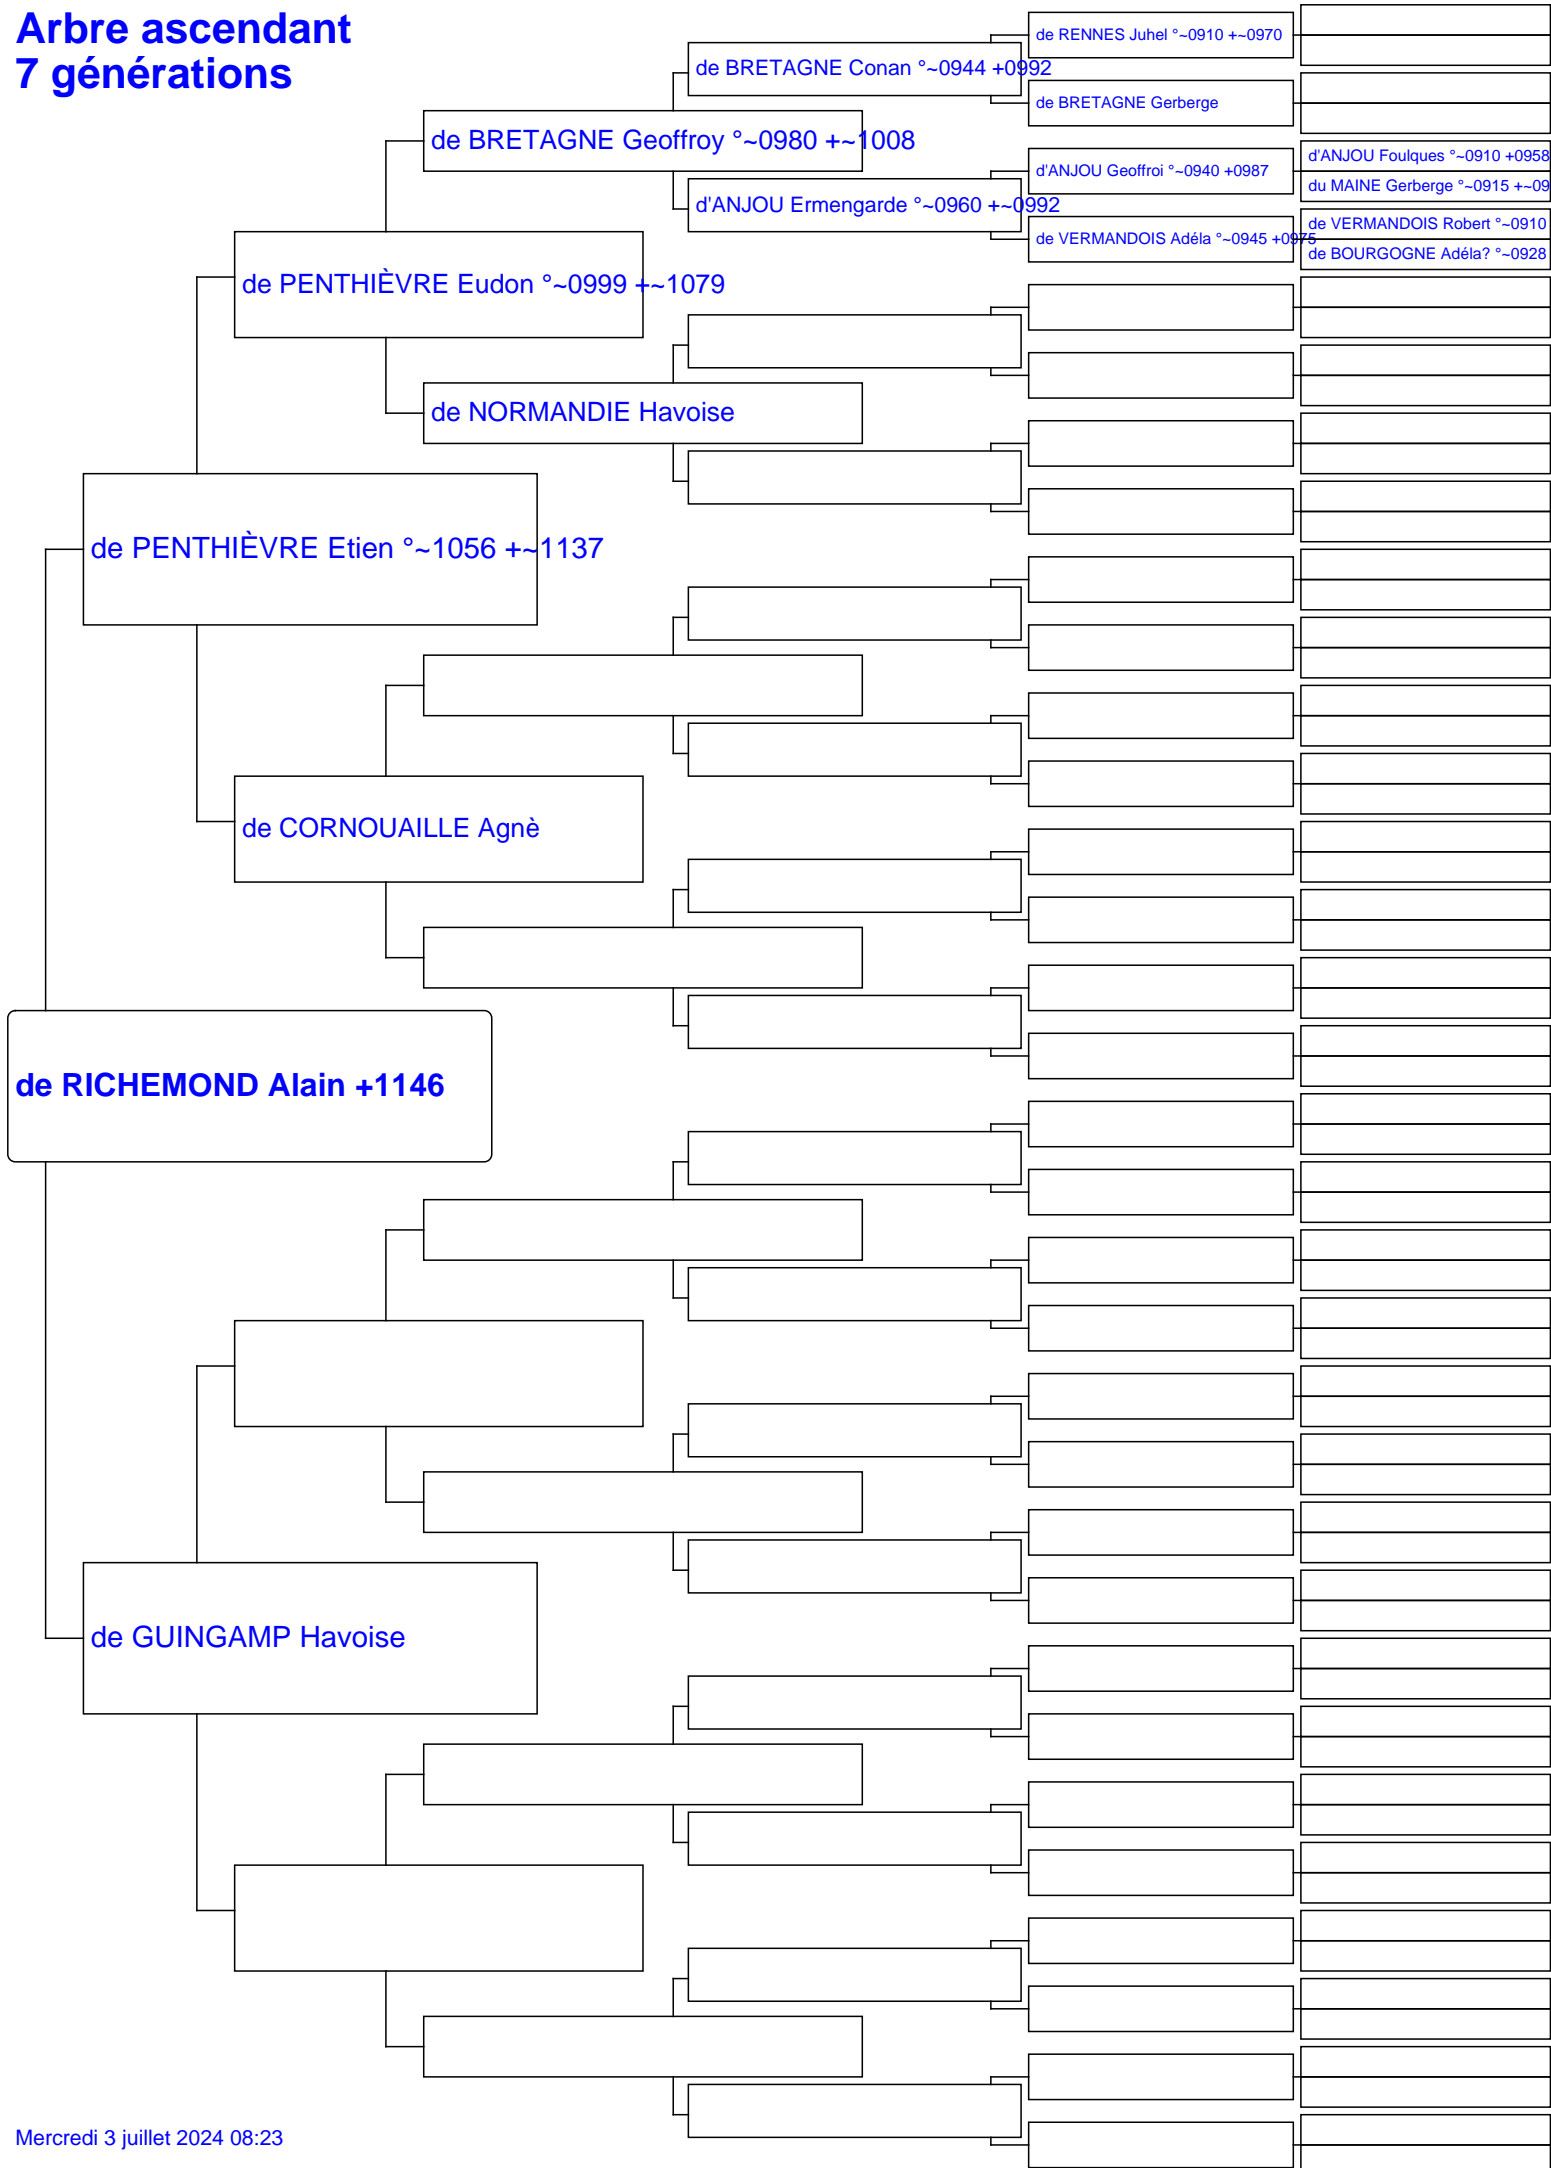 Arbre ascendant
7 générations
de RENNES Juhel °~0910 +~0970
de BRETAGNE Conan °~0944 +0992
de BRETAGNE Gerberge
de BRETAGNE Geoffroy °~0980 +~1008
d'ANJOU Foulques °~0910 +0958
d'ANJOU Geoffroi °~0940 +0987
du MAINE Gerberge °~0915 +~09
d'ANJOU Ermengarde °~0960 +~0992
de VERMANDOIS Robert °~0910
de VERMANDOIS Adéla °~0945 +0975
de BOURGOGNE Adéla? °~0928
de PENTHIÈVRE Eudon °~0999 +~1079
de NORMANDIE Havoise
de PENTHIÈVRE Etien °~1056 +~1137
de CORNOUAILLE Agnè
de RICHEMOND Alain +1146
de GUINGAMP Havoise
Mercredi 3 juillet 2024 08:23